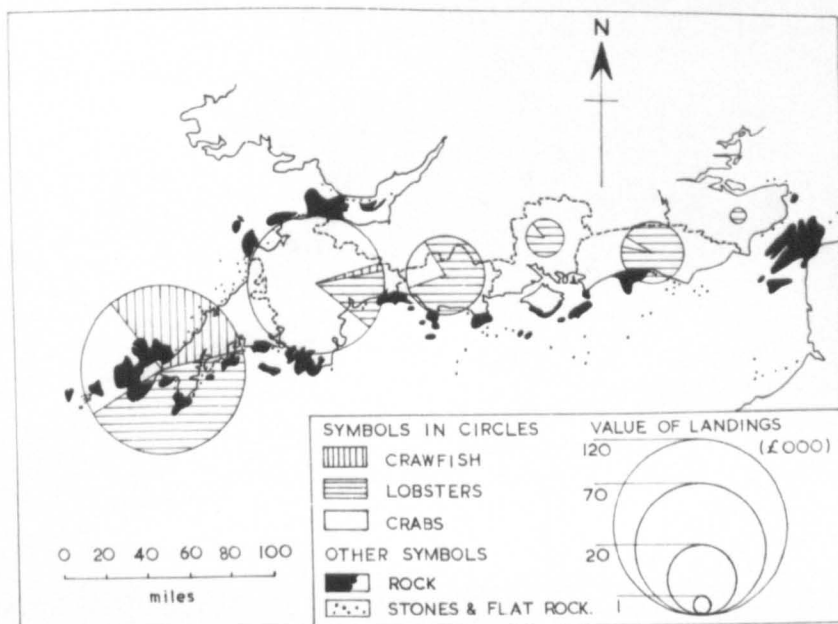 N
SYMBOLS IN CIRCLES
CRAWFISH
LOBSTERS
CRABS
OTHER SYMBOLS
ROCK
STONES & FLAT ROCK.
VALUE OF LANDINGS
(£000)
120
70
20
1
0 20 40 60 80 100
miles